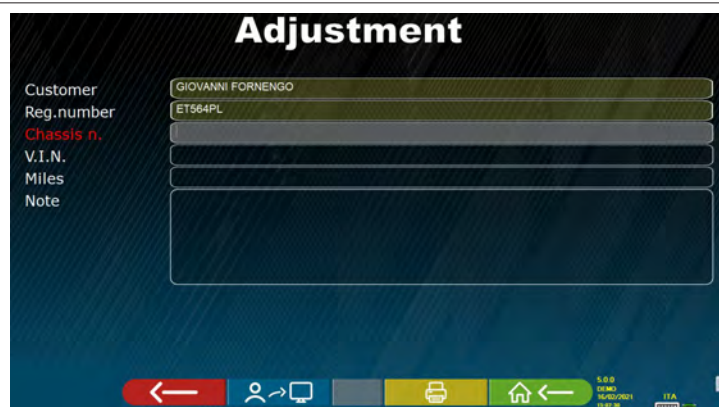 Adjustment
Customer GIOVANNI FORNENGO
Reg.number ET564PL
Chassis n.
V.I.N.
Miles
Note
5.0.0
DEMO
16/02/2021
ITA